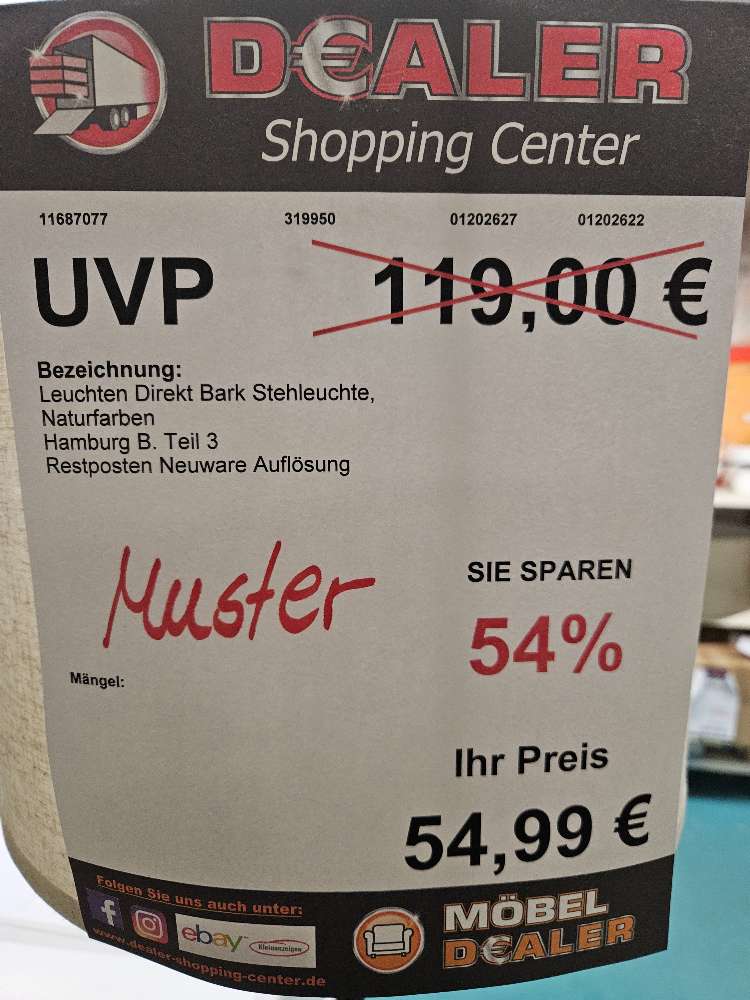 D€ALER
Shopping Center
11687077 319950 01202627 01202622
UVP 119,00 €
Bezeichnung:
Leuchten Direkt Bark Stehleuchte,
Naturfarben
Hamburg B. Teil 3
Restposten Neuware Auflösung
Muster
SIE SPAREN
54%
Mängel:
Ihr Preis
54,99 €
Folgen Sie uns auch unter:
f ebay Kleinanzeigen
www.dealer-shopping-center.de
MÖBEL
D€ALER